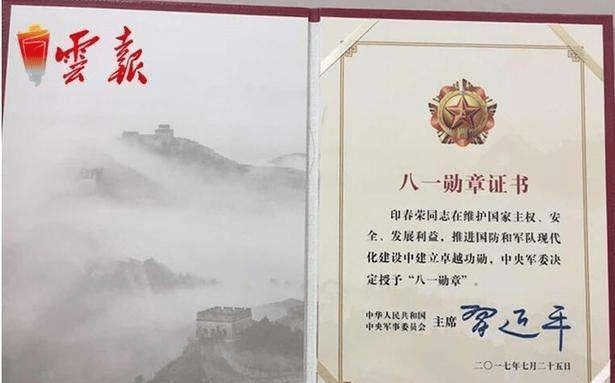 雲報
八一勋章证书
印春荣同志在维护国家主权、安
全、发展利益，推进国防和军队现代
化建设中建立卓越功勋，中央军委决
定授予“八一勋章”。
中华人民共和国
中央军事委员会 主席 习近平
二〇一七年七月二十五日